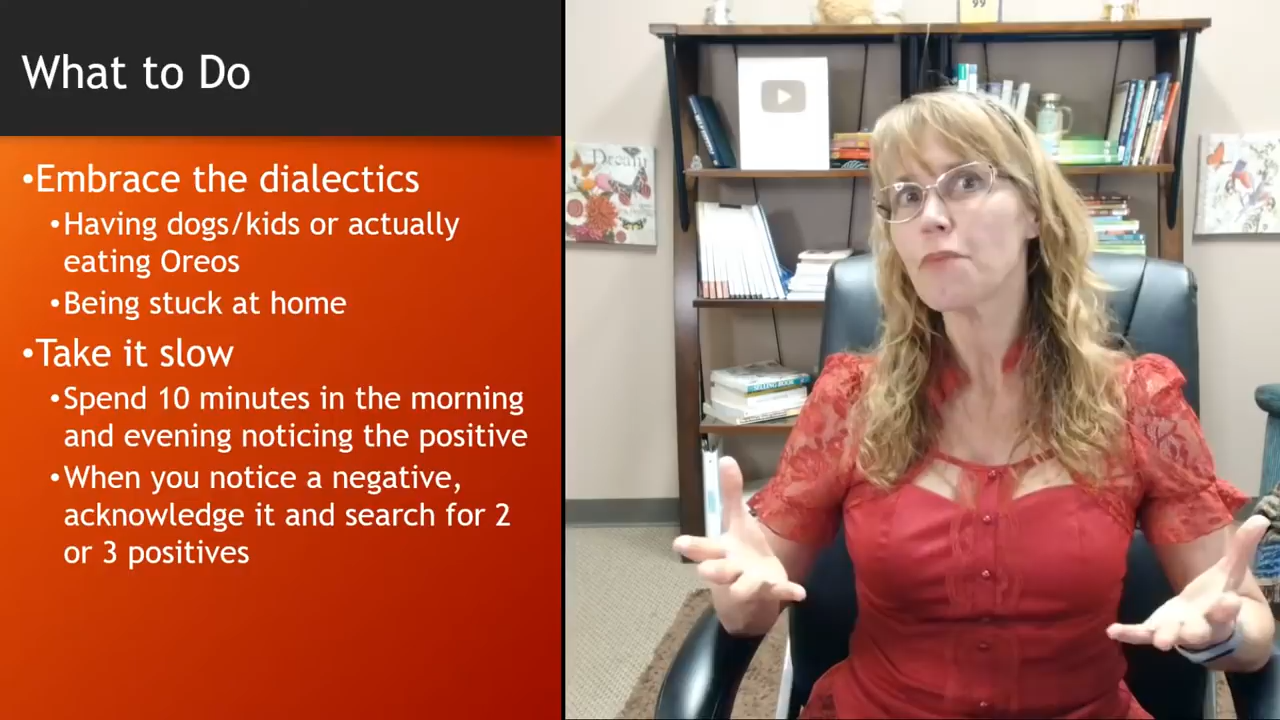 What to Do
•Embrace the dialectics
•Having dogs/kids or actually
eating Oreos
•Being stuck at home
•Take it slow
•Spend 10 minutes in the morning
and evening noticing the positive
•When you notice a negative,
acknowledge it and search for 2
or 3 positives
99
Dream